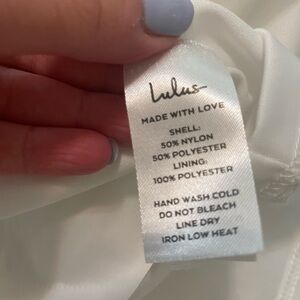 Lulus
MADE WITH LOVE
SHELL:
50% NYLON
50% POLYESTER
LINING:
100% POLYESTER
HAND WASH COLD
DO NOT BLEACH
LINE DRY
IRON LOW HEAT